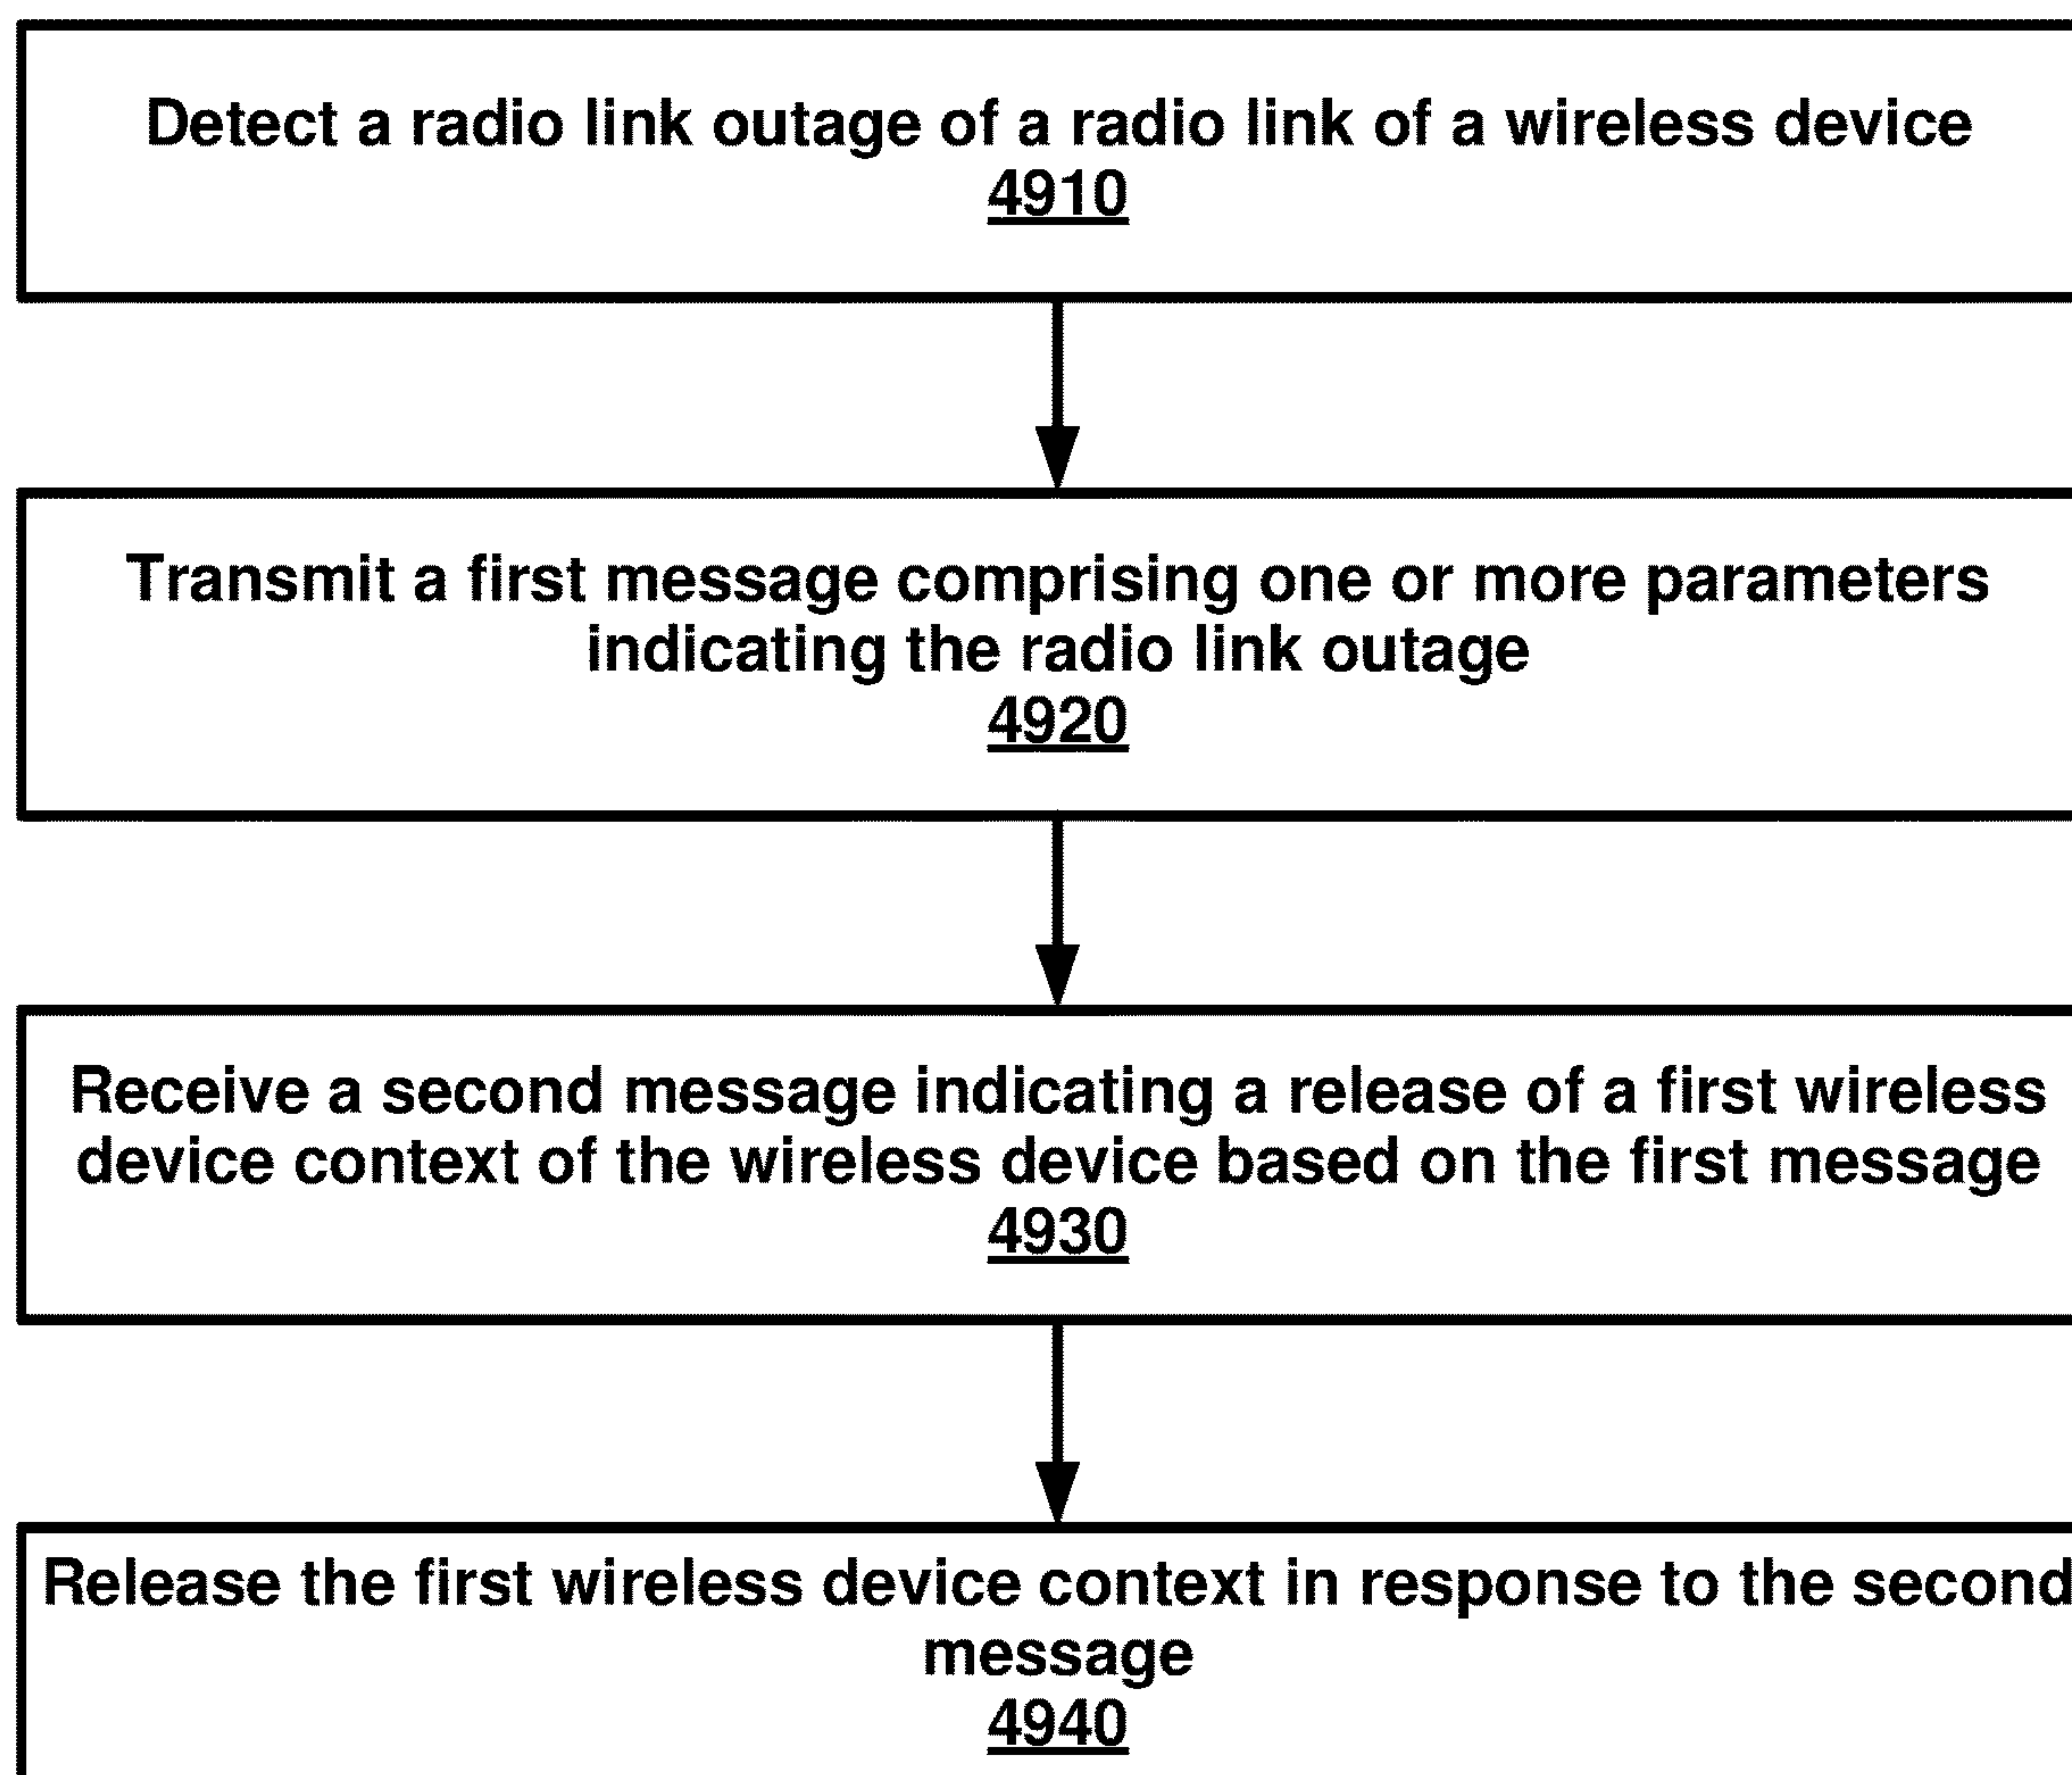 Detect a radio link outage of a radio link of a wireless device
4910
Transmit a first message comprising one or more parameters
indicating the radio link outage
4920
Receive a second message indicating a release of a first wireless
device context of the wireless device based on the first message
4930
Release the first wireless device context in response to the second
message
4940